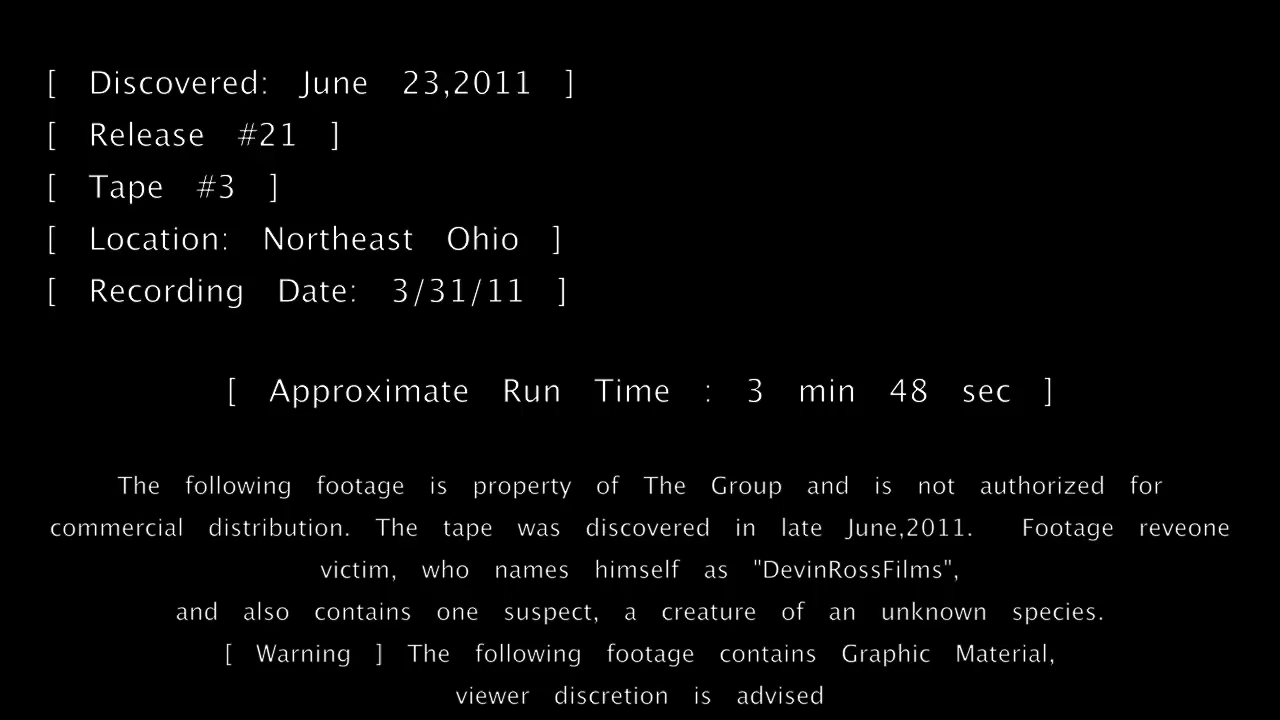 [ Discovered: June 23,2011 ]
[ Release #21 ]
[ Tape #3 ]
[ Location: Northeast Ohio ]
[ Recording Date: 3/31/11 ]
[ Approximate Run Time : 3 min 48 sec ]
The following footage is property of The Group and is not authorized for
commercial distribution. The tape was discovered in late June,2011. Footage reveone
victim, who names himself as "DevinRossFilms",
and also contains one suspect, a creature of an unknown species.
[ Warning ] The following footage contains Graphic Material,
viewer discretion is advised